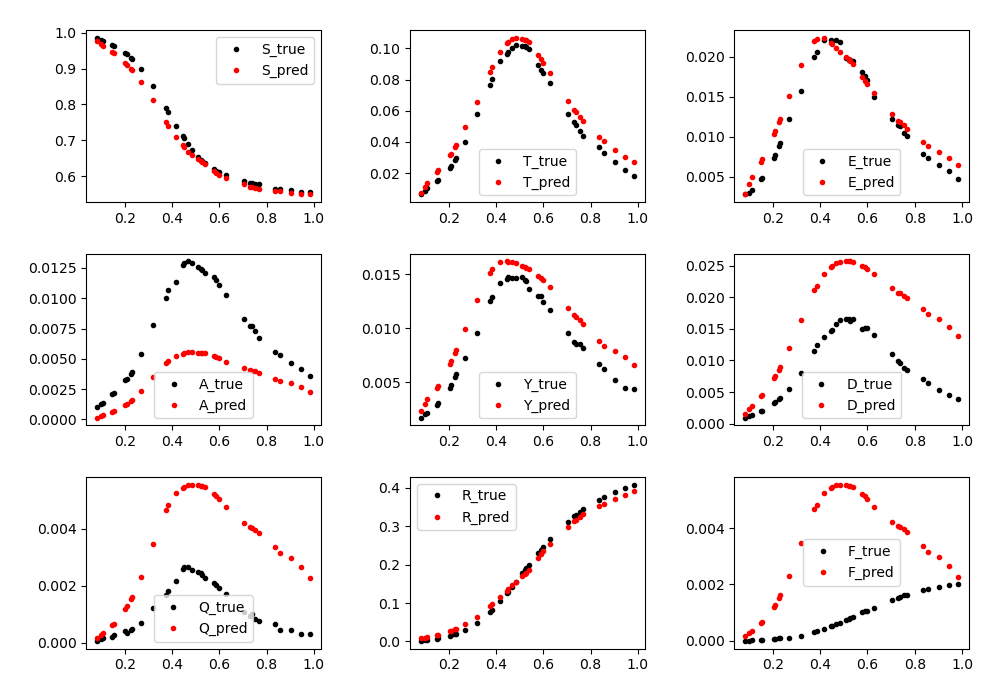 1.0
0.9
0.8
0.7
0.6
S_true
S_pred
0.2 0.4 0.6 0.8 1.0
0.10
0.08
0.06
0.04
0.02
T_true
T_pred
0.2 0.4 0.6 0.8 1.0
0.020
0.015
0.010
0.005
E_true
E_pred
0.2 0.4 0.6 0.8 1.0
0.0125
0.0100
0.0075
0.0050
0.0025
0.0000
A_true
A_pred
0.2 0.4 0.6 0.8 1.0
0.015
0.010
0.005
Y_true
Y_pred
0.2 0.4 0.6 0.8 1.0
0.025
0.020
0.015
0.010
0.005
0.000
D_true
D_pred
0.2 0.4 0.6 0.8 1.0
0.004
0.002
0.000
Q_true
Q_pred
0.2 0.4 0.6 0.8 1.0
0.4
0.3
0.2
0.1
0.0
R_true
R_pred
0.2 0.4 0.6 0.8 1.0
0.004
0.002
0.000
F_true
F_pred
0.2 0.4 0.6 0.8 1.0